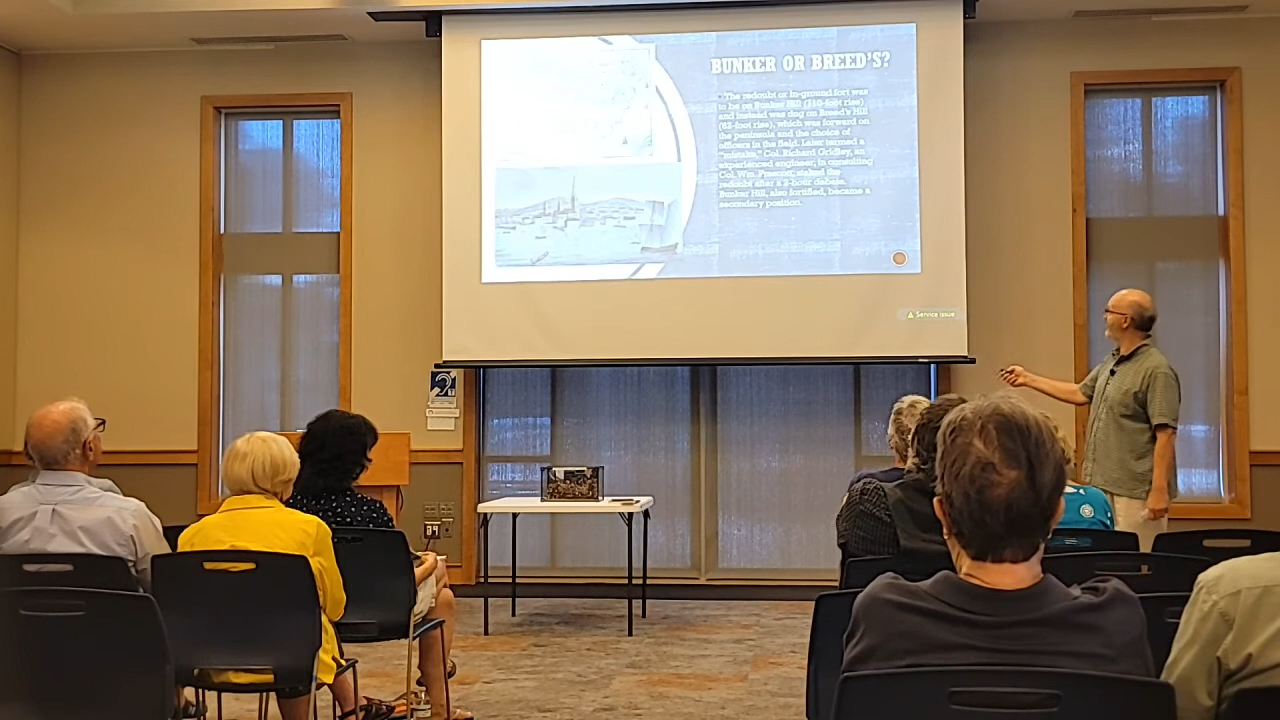 BUNKER OR BREED'S?
The redoubt or in-ground fort was
to be on Bunker Hill (110-foot rise)
and instead was dug on Breed's Hill
(62-foot rise), which was forward on
the peninsula and the choice of
officers in the field. Later termed a
"mistake," Col. Richard Gridley, an
experienced engineer, in consulting
Col. Wm. Prescott, staked the
redoubt after a 2-hour debate.
Bunker Hill, also fortified, became a
secondary position.
Service issue